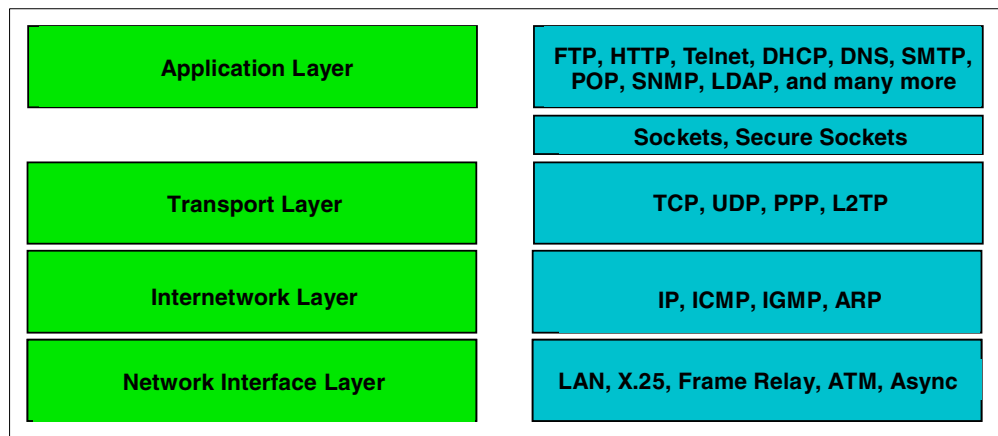 Application Layer
FTP, HTTP, Telnet, DHCP, DNS, SMTP,
POP, SNMP, LDAP, and many more
Sockets, Secure Sockets
Transport Layer
TCP, UDP, PPP, L2TP
Internetwork Layer
IP, ICMP, IGMP, ARP
Network Interface Layer
LAN, X.25, Frame Relay, ATM, Async